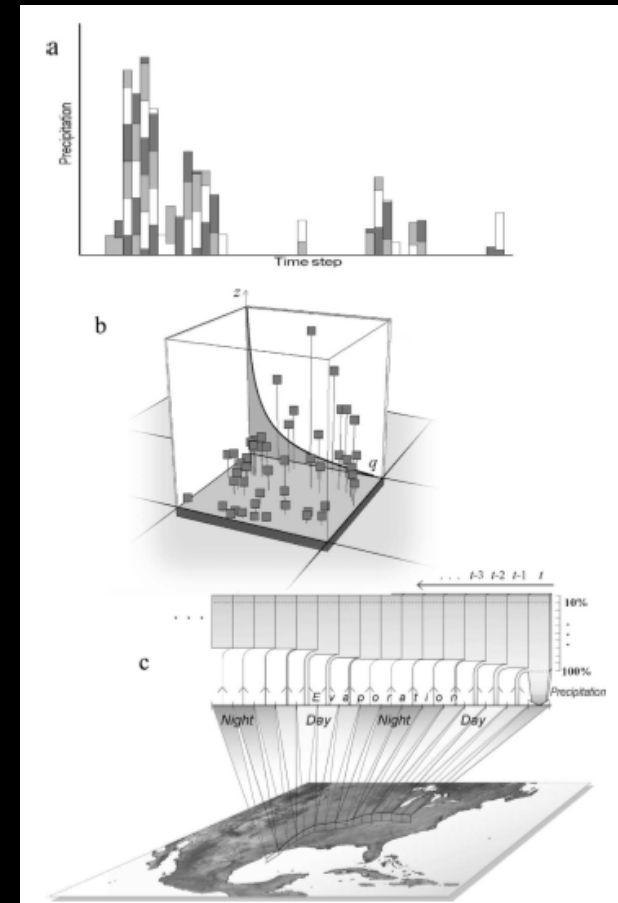 a
Precipitation
Time step
b
z
q
. . . t-3 t-2 t-1 t
10%
. . .
c
100%
Evaporation
Precipitation
Night Day Night Day